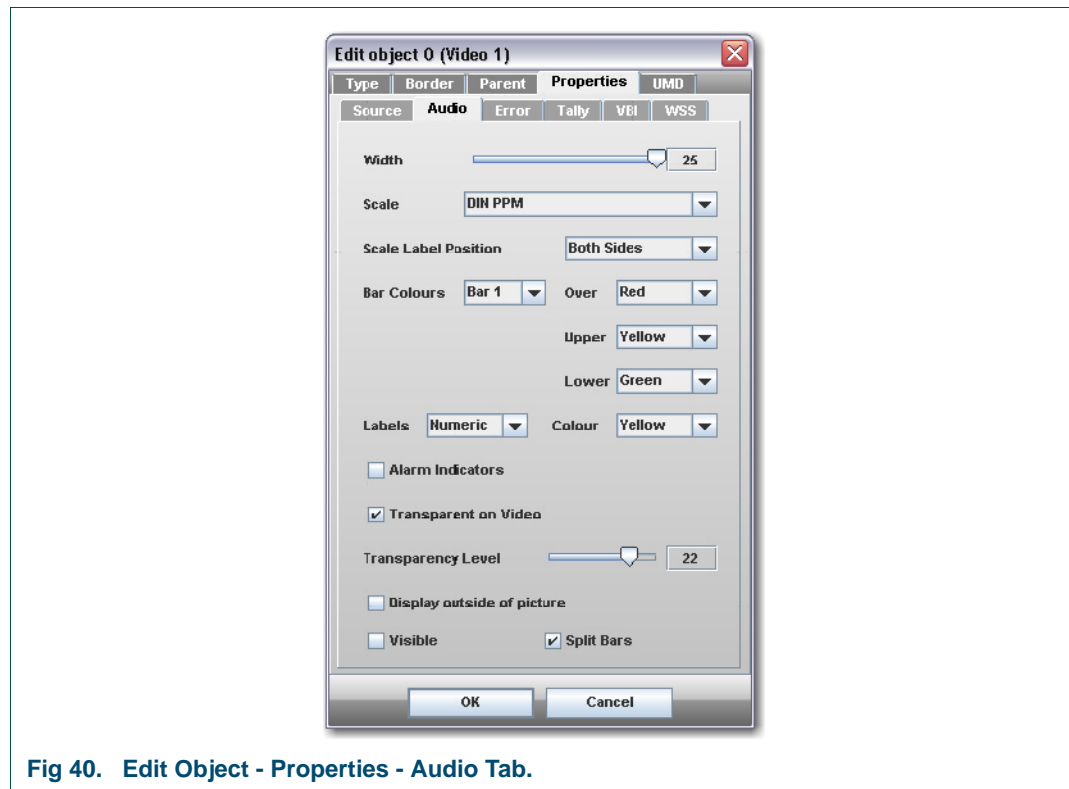 Edit object 0 (Video 1)
Type Border Parent Properties UMD
Source Audio Error Tally VBI WSS
Width 25
Scale DIN PPM
Scale Label Position Both Sides
Bar Colours Bar 1 Over Red
Upper Yellow
Lower Green
Labels Numeric Colour Yellow
Alarm Indicators
Transparent on Video
Transparency Level 22
Display outside of picture
Visible Split Bars
OK Cancel
Fig 40. Edit Object - Properties - Audio Tab.